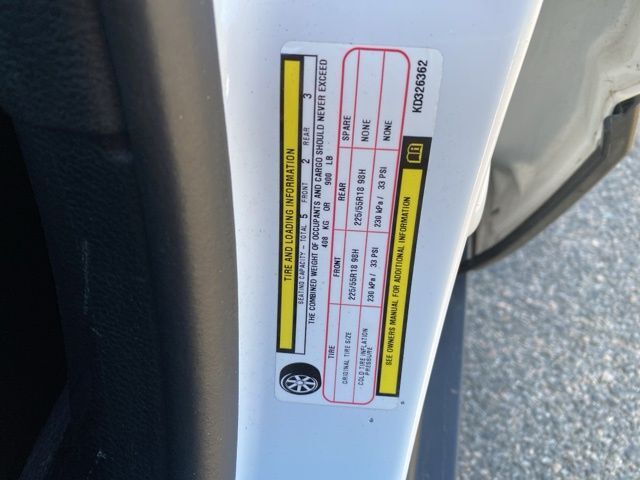 TIRE AND LOADING INFORMATION
SEATING CAPACITY - TOTAL 5 FRONT 2 REAR 3
THE COMBINED WEIGHT OF OCCUPANTS AND CARGO SHOULD NEVER EXCEED
408 KG OR 900 LB
TIRE FRONT REAR SPARE
ORIGINAL TIRE SIZE 225/55R18 98H 225/55R18 98H NONE
COLD TIRE INFLATION PRESSURE 230 kPa/ 33 PSI 230 kPa/ 33 PSI NONE
SEE OWNERS MANUAL FOR ADDITIONAL INFORMATION
KD326362